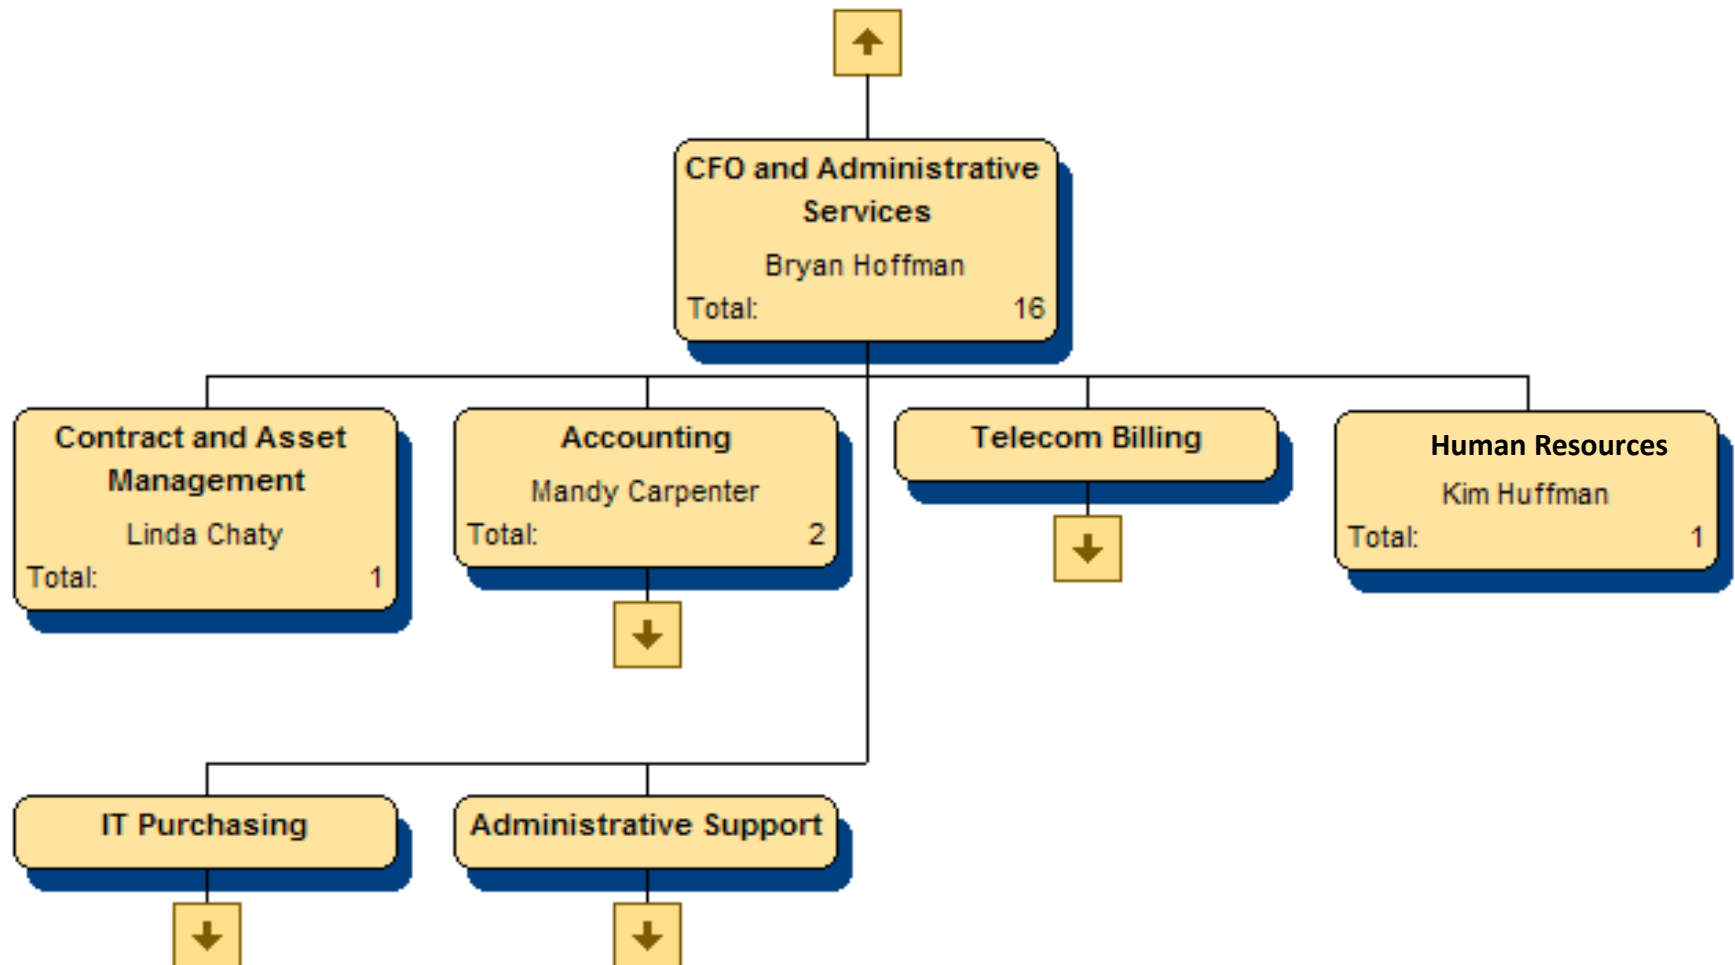 CFO and Administrative
Services
Bryan Hoffman
Total: 16
Contract and Asset
Management
Linda Chaty
Total: 1
Accounting
Mandy Carpenter
Total: 2
Telecom Billing
Human Resources
Kim Huffman
Total: 1
IT Purchasing
Administrative Support